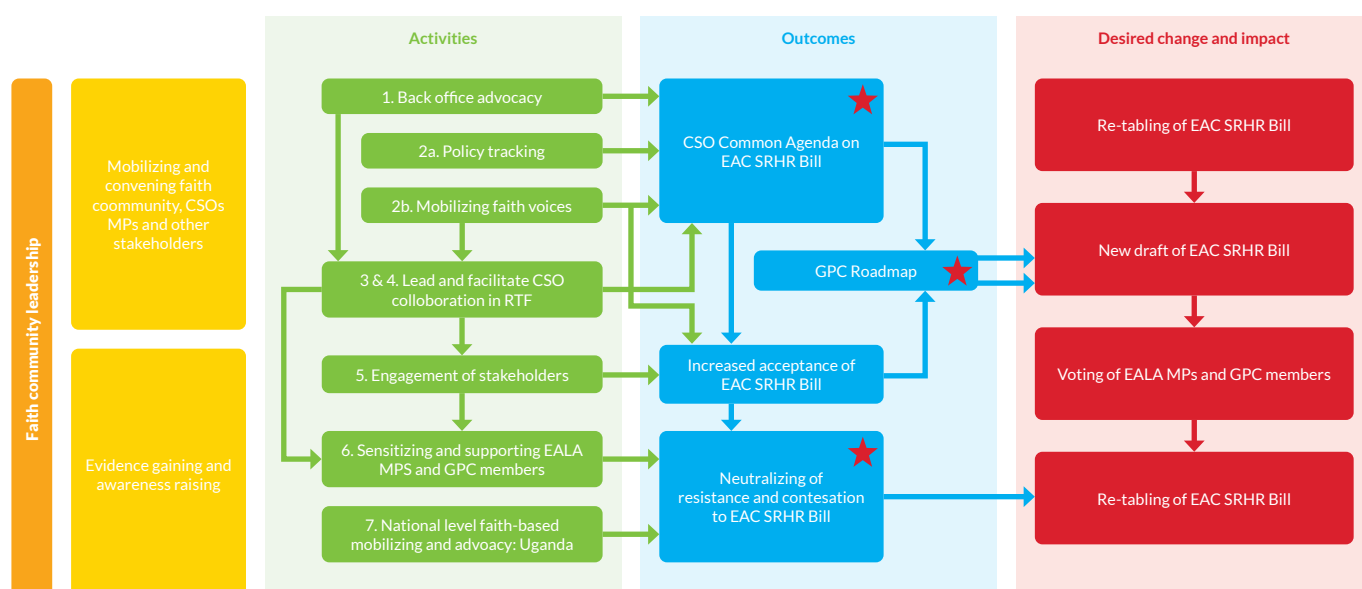 Activities
Outcomes
Desired change and impact
Faith community leadership
Mobilizing and
convening faith
coommunity, CSOs
MPs and other
stakeholders
Evidence gaining and
awareness raising
1. Back office advocacy
2a. Policy tracking
2b. Mobilizing faith voices
3 & 4. Lead and facilitate CSO
colloboration in RTF
5. Engagement of stakeholders
6. Sensitizing and supporting EALA
MPS and GPC members
7. National level faith-based
mobilizing and advoacy: Uganda
CSO Common Agenda on
EAC SRHR Bill
GPC Roadmap
Increased acceptance of
EAC SRHR Bill
Neutralizing of
resistance and contesation
to EAC SRHR Bill
Re-tabling of EAC SRHR Bill
New draft of EAC SRHR Bill
Voting of EALA MPs and GPC members
Re-tabling of EAC SRHR Bill